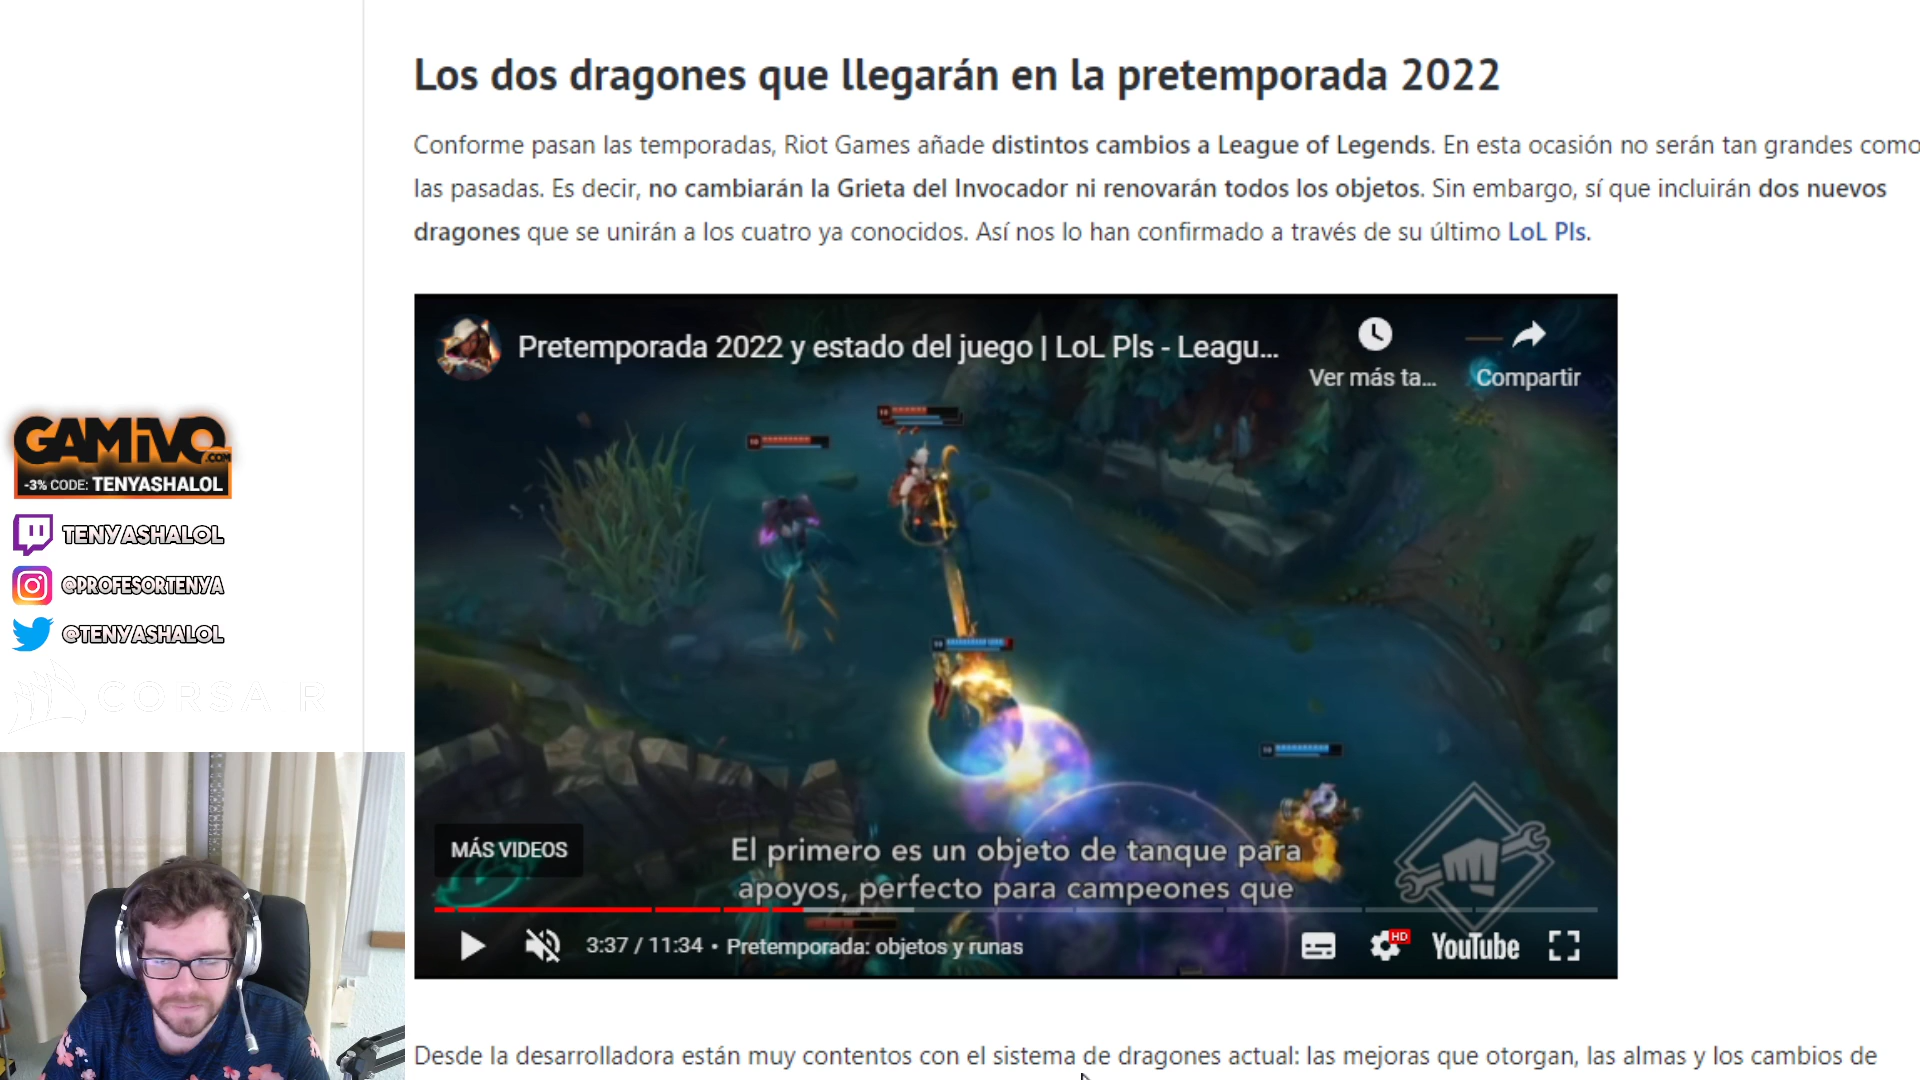 Los dos dragones que llegarán en la pretemporada 2022
Conforme pasan las temporadas, Riot Games añade distintos cambios a League of Legends. En esta ocasión no serán tan grandes como
las pasadas. Es decir, no cambiarán la Grieta del Invocador ni renovarán todos los objetos. Sin embargo, sí que incluirán dos nuevos
dragones que se unirán a los cuatro ya conocidos. Así nos lo han confirmado a través de su último LoL Pls.
Pretemporada 2022 y estado del juego | LoL Pls - Leagu...
Ver más ta...
Compartir
GAMIVO.COM
-3% CODE: TENYASHALOL
TENYASHALOL
@PROFESORTENYA
@TENYASHALOL
CORSA R
MÁS VIDEOS
El primero es un objeto de tanque para
apoyos, perfecto para campeones que
3:37 / 11:34 • Pretemporada: objetos y runas
HD
YouTube
Desde la desarrolladora están muy contentos con el sistema de dragones actual: las mejoras que otorgan, las almas y los cambios de